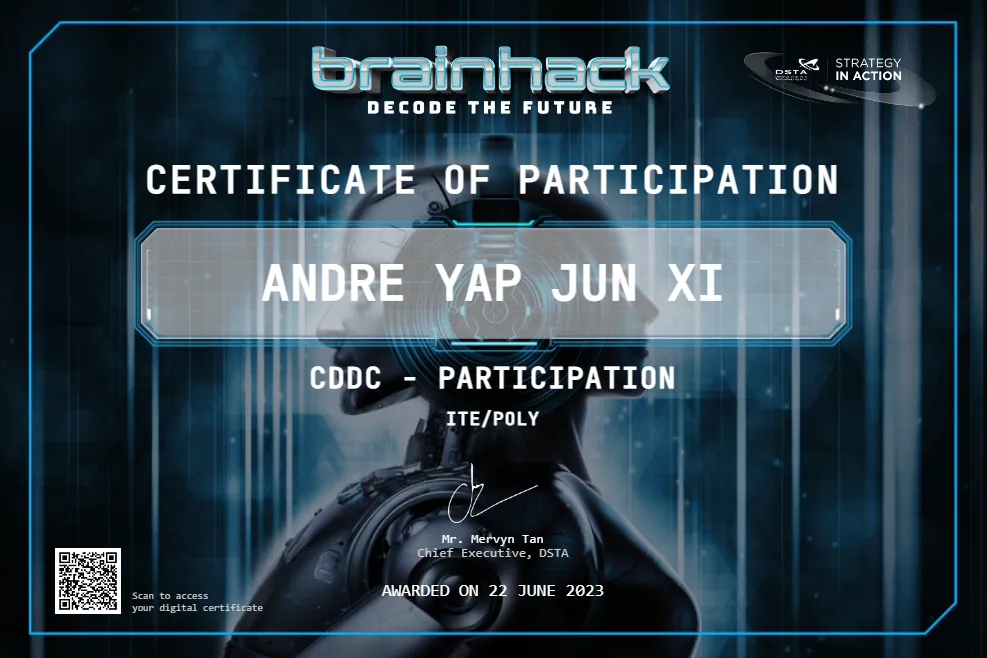 brainhack
DECODE THE FUTURE
DSTA
STRATEGY
IN ACTION
CERTIFICATE OF PARTICIPATION
ANDRE YAP JUN XI
CDDC - PARTICIPATION
ITE/POLY
Mr. Mervyn Tan
Chief Executive, DSTA
AWARDED ON 22 JUNE 2023
Scan to access
your digital certificate